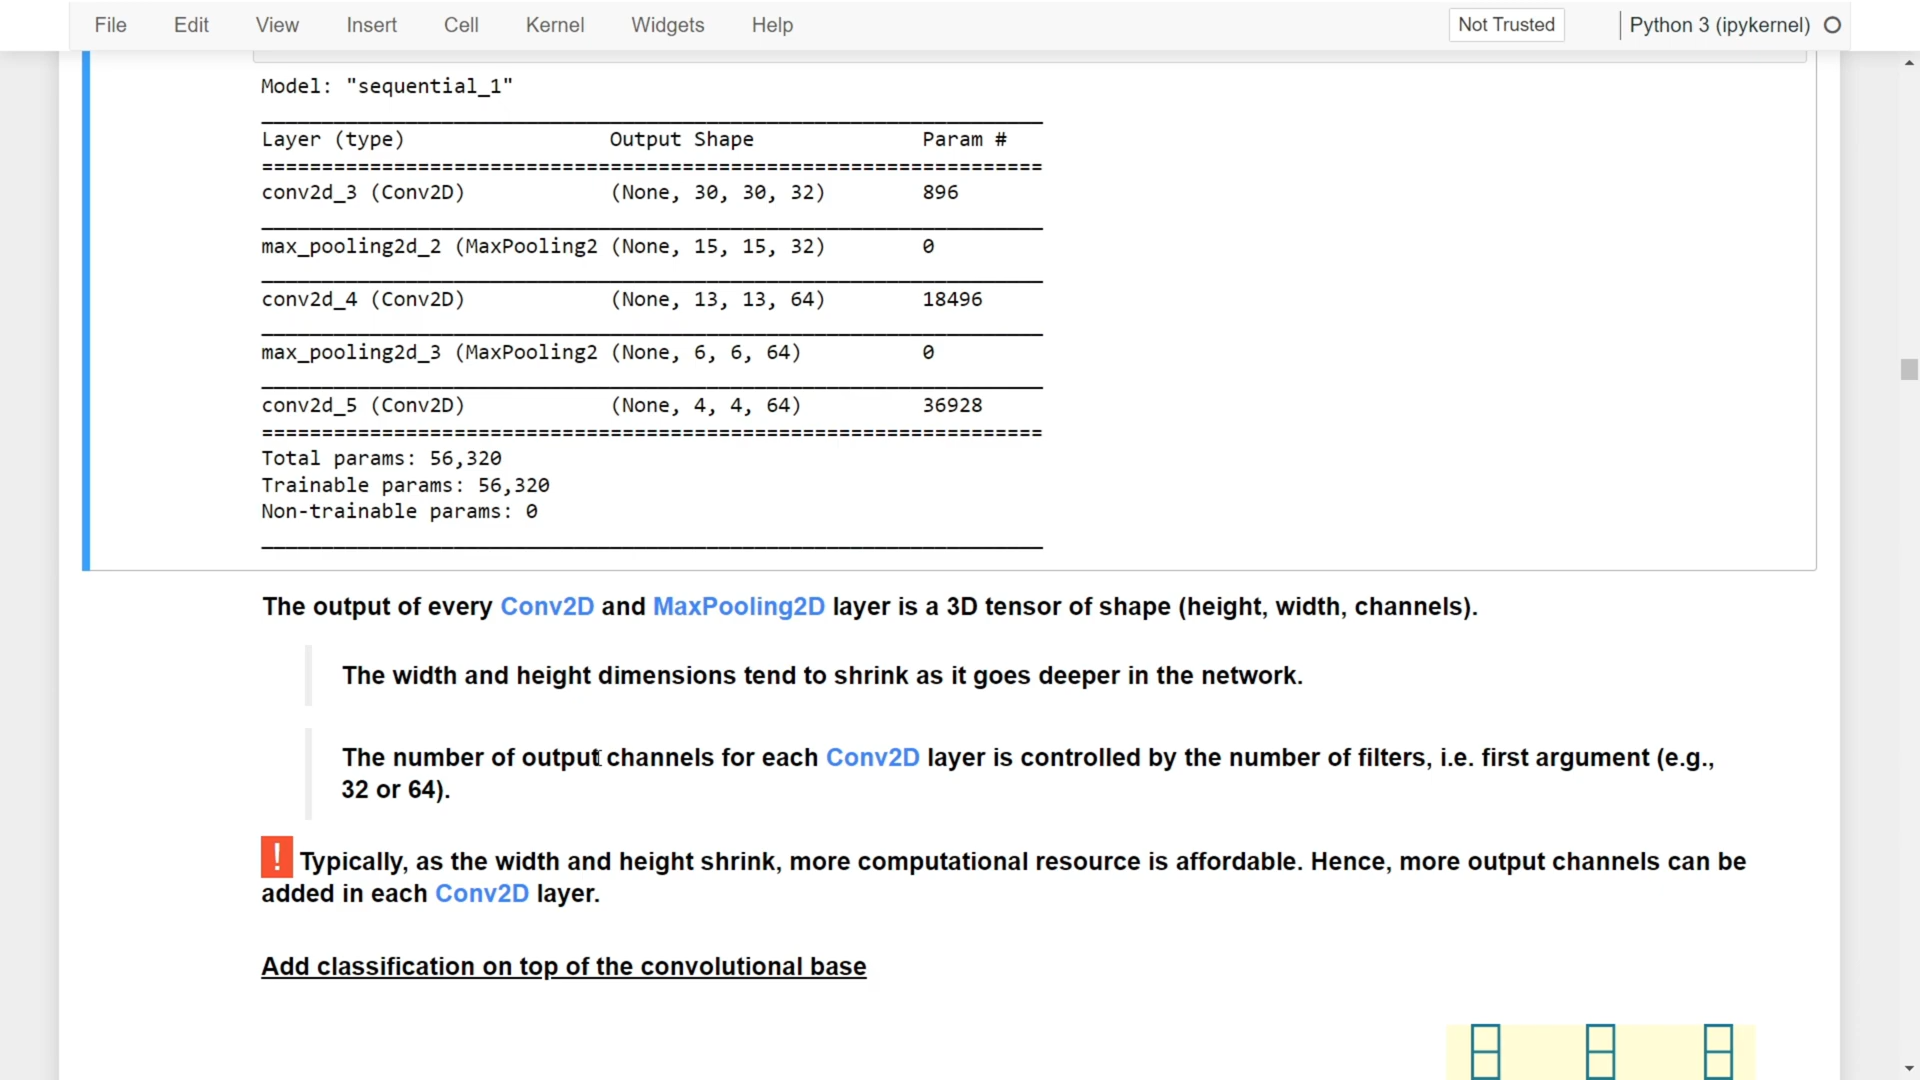 File Edit View Insert Cell Kernel Widgets Help Not Trusted Python 3 (ipykernel)
Model: "sequential_1"
Layer (type) Output Shape Param #
=================================================================
conv2d_3 (Conv2D) (None, 30, 30, 32) 896
max_pooling2d_2 (MaxPooling2 (None, 15, 15, 32) 0
conv2d_4 (Conv2D) (None, 13, 13, 64) 18496
max_pooling2d_3 (MaxPooling2 (None, 6, 6, 64) 0
conv2d_5 (Conv2D) (None, 4, 4, 64) 36928
=================================================================
Total params: 56,320
Trainable params: 56,320
Non-trainable params: 0
The output of every Conv2D and MaxPooling2D layer is a 3D tensor of shape (height, width, channels).
The width and height dimensions tend to shrink as it goes deeper in the network.
The number of output channels for each Conv2D layer is controlled by the number of filters, i.e. first argument (e.g.,
32 or 64).
! Typically, as the width and height shrink, more computational resource is affordable. Hence, more output channels can be
added in each Conv2D layer.
Add classification on top of the convolutional base